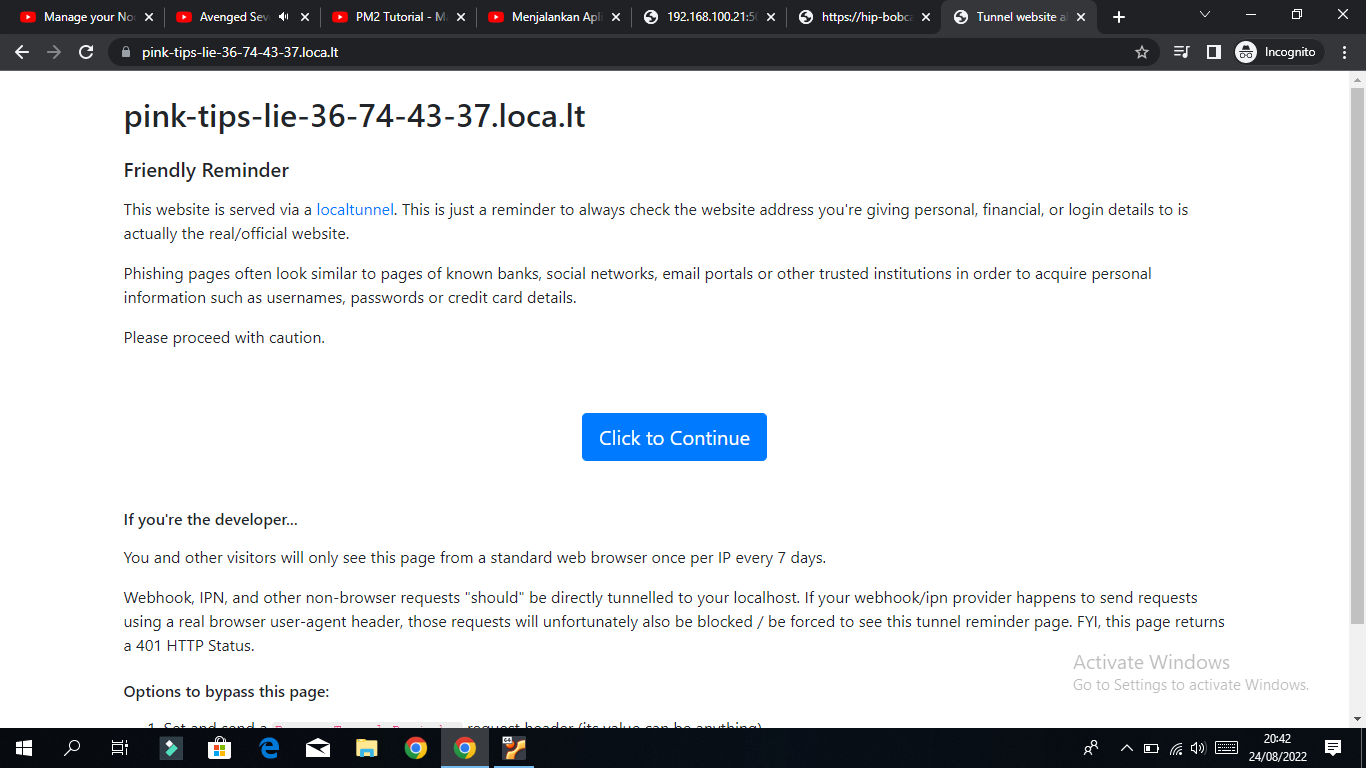 Manage your No
Avenged Sev
PM2 Tutorial - M
Menjalankan Apli
192.168.100.21:5
https://hip-bobca
Tunnel website a
pink-tips-lie-36-74-43-37.loca.lt
Incognito
pink-tips-lie-36-74-43-37.loca.lt
Friendly Reminder
This website is served via a localtunnel. This is just a reminder to always check the website address you're giving personal, financial, or login details to is
actually the real/official website.
Phishing pages often look similar to pages of known banks, social networks, email portals or other trusted institutions in order to acquire personal
information such as usernames, passwords or credit card details.
Please proceed with caution.
Click to Continue
If you're the developer...
You and other visitors will only see this page from a standard web browser once per IP every 7 days.
Webhook, IPN, and other non-browser requests "should" be directly tunnelled to your localhost. If your webhook/ipn provider happens to send requests
using a real browser user-agent header, those requests will unfortunately also be blocked / be forced to see this tunnel reminder page. FYI, this page returns
a 401 HTTP Status.
Activate Windows
Go to Settings to activate Windows.
Options to bypass this page:
1. Set and send a request header (its value can be anything)
64
20:42
24/08/2022